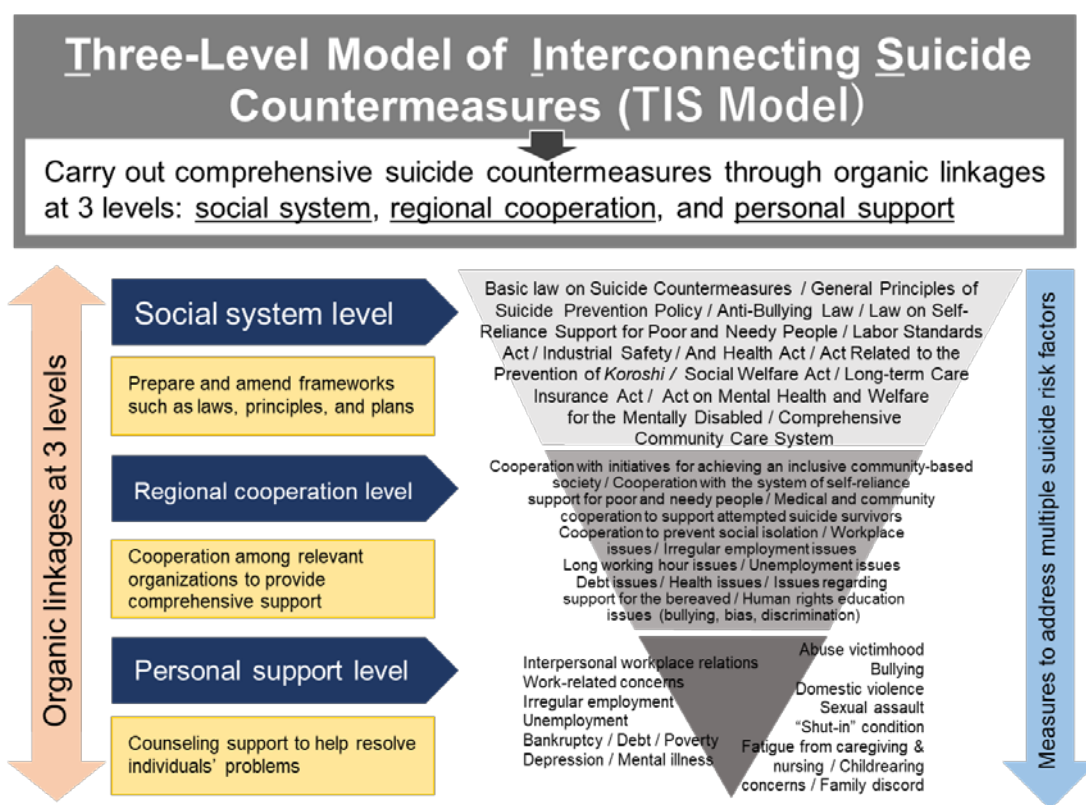 Three-Level Model of Interconnecting Suicide
Countermeasures (TIS Model)
Carry out comprehensive suicide countermeasures through organic linkages
at 3 levels: social system, regional cooperation, and personal support
Organic linkages at 3 levels
Social system level
Prepare and amend frameworks
such as laws, principles, and plans
Basic law on Suicide Countermeasures / General Principles of
Suicide Prevention Policy / Anti-Bullying Law / Law on Self-
Reliance Support for Poor and Needy People / Labor Standards
Act / Industrial Safety / And Health Act / Act Related to the
Prevention of Koroshi / Social Welfare Act / Long-term Care
Insurance Act / Act on Mental Health and Welfare
for the Mentally Disabled / Comprehensive
Community Care System
Regional cooperation level
Cooperation among relevant
organizations to provide
comprehensive support
Cooperation with initiatives for achieving an inclusive community-based
society / Cooperation with the system of self-reliance
support for poor and needy people / Medical and community
cooperation to support attempted suicide survivors
Cooperation to prevent social isolation / Workplace
issues / Irregular employment issues
Long working hour issues / Unemployment issues
Debt issues / Health issues / Issues regarding
support for the bereaved / Human rights education
issues (bullying, bias, discrimination)
Personal support level
Counseling support to help resolve
individuals' problems
Interpersonal workplace relations
Work-related concerns
Irregular employment
Unemployment
Bankruptcy / Debt / Poverty
Depression / Mental illness
Abuse victimhood
Bullying
Domestic violence
Sexual assault
"Shut-in" condition
Fatigue from caregiving &
nursing / Childrearing
concerns / Family discord
Measures to address multiple suicide risk factors